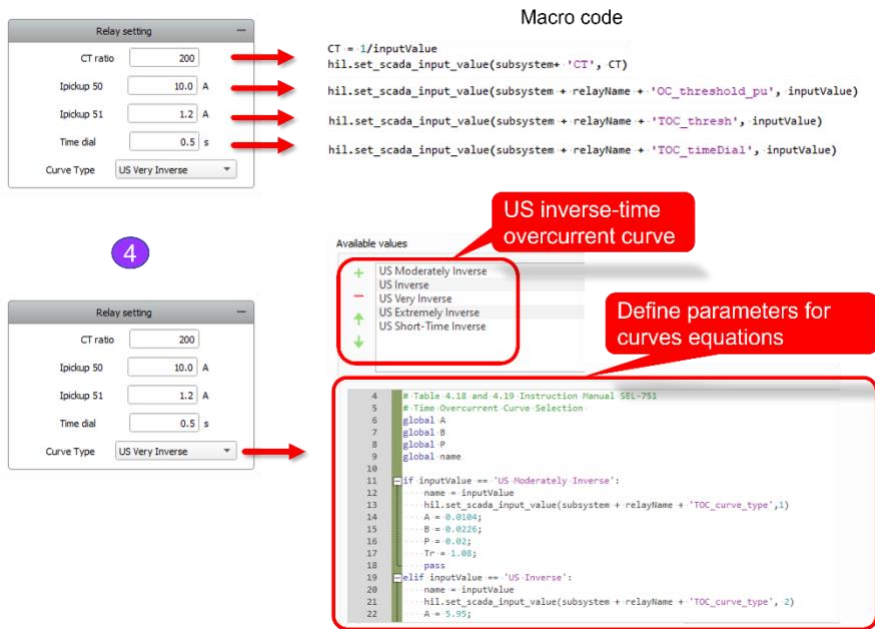 Macro code
Relay setting
CT ratio 200
Ipickup 50 10.0 A
Ipickup 51 1.2 A
Time dial 0.5 s
Curve Type US Very Inverse
CT = 1/inputValue
hil.set_scada_input_value(subsystem+ 'CT', CT)
hil.set_scada_input_value(subsystem + relayName + 'OC_threshold_pu', inputValue)
hil.set_scada_input_value(subsystem + relayName + 'TOC_thresh', inputValue)
hil.set_scada_input_value(subsystem + relayName + 'TOC_timeDial', inputValue)
4
US inverse-time
overcurrent curve
Available values
US Moderately Inverse
US Inverse
US Very Inverse
US Extremely Inverse
US Short-Time Inverse
Define parameters for
curves equations
Relay setting
CT ratio 200
Ipickup 50 10.0 A
Ipickup 51 1.2 A
Time dial 0.5 s
Curve Type US Very Inverse
4 # Table 4.18 and 4.19 Instruction Manual SEL-751
5 # Time Overcurrent Curve Selection
6 global A
7 global B
8 global P
9 global name
10
11 if inputValue == 'US Moderately Inverse':
12 name = inputValue
13 hil.set_scada_input_value(subsystem + relayName + 'TOC_curve_type',1)
14 A = 0.0104;
15 B = 0.0226;
16 P = 0.02;
17 Tr = 1.08;
18 pass
19 elif inputValue == 'US Inverse':
20 name = inputValue
21 hil.set_scada_input_value(subsystem + relayName + 'TOC_curve_type', 2)
22 A = 5.95;